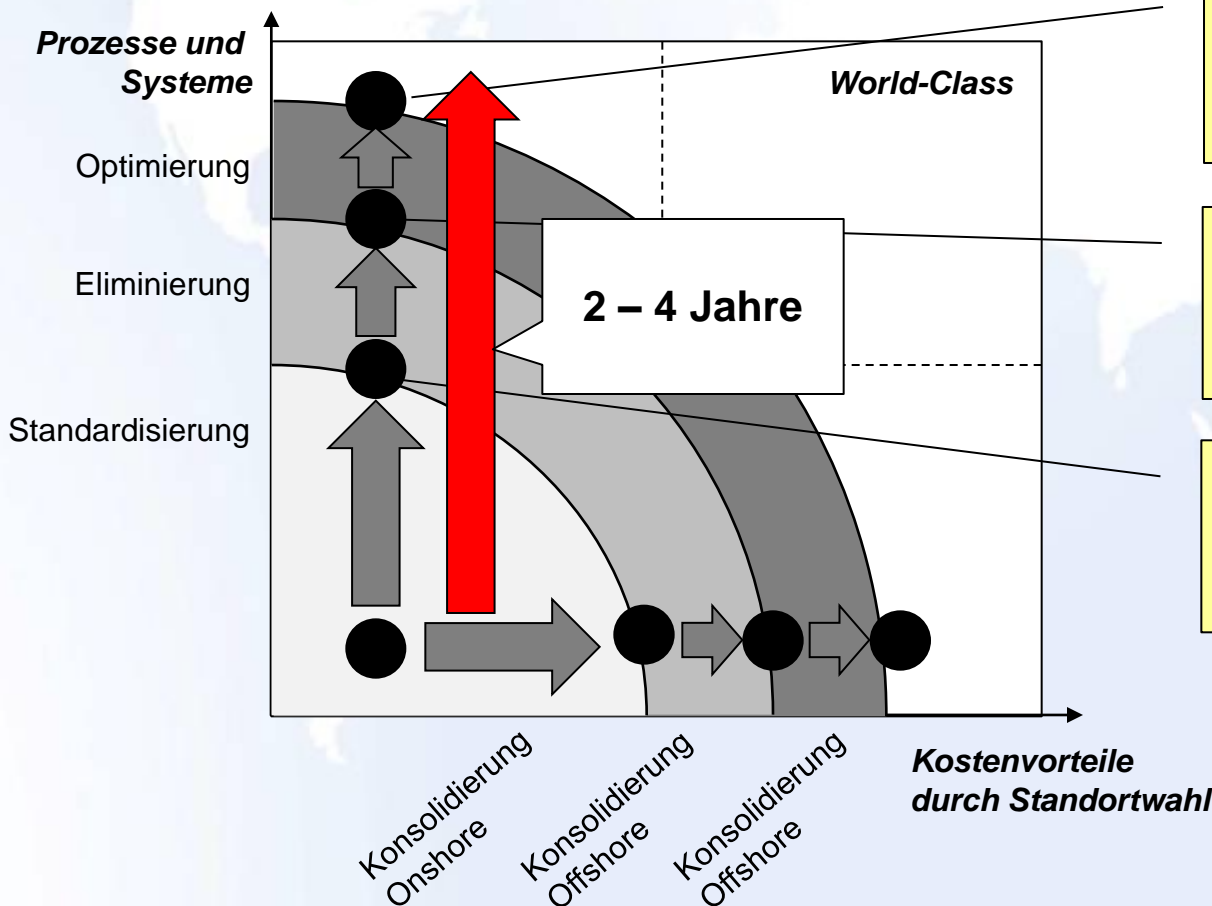 Prozesse und
Systeme
World-Class
Optimierung
Eliminierung
2 – 4 Jahre
Standardisierung
Konsolidierung
Onshore
Konsolidierung
Offshore
Konsolidierung
Offshore
Kostenvorteile
durch Standortwahl